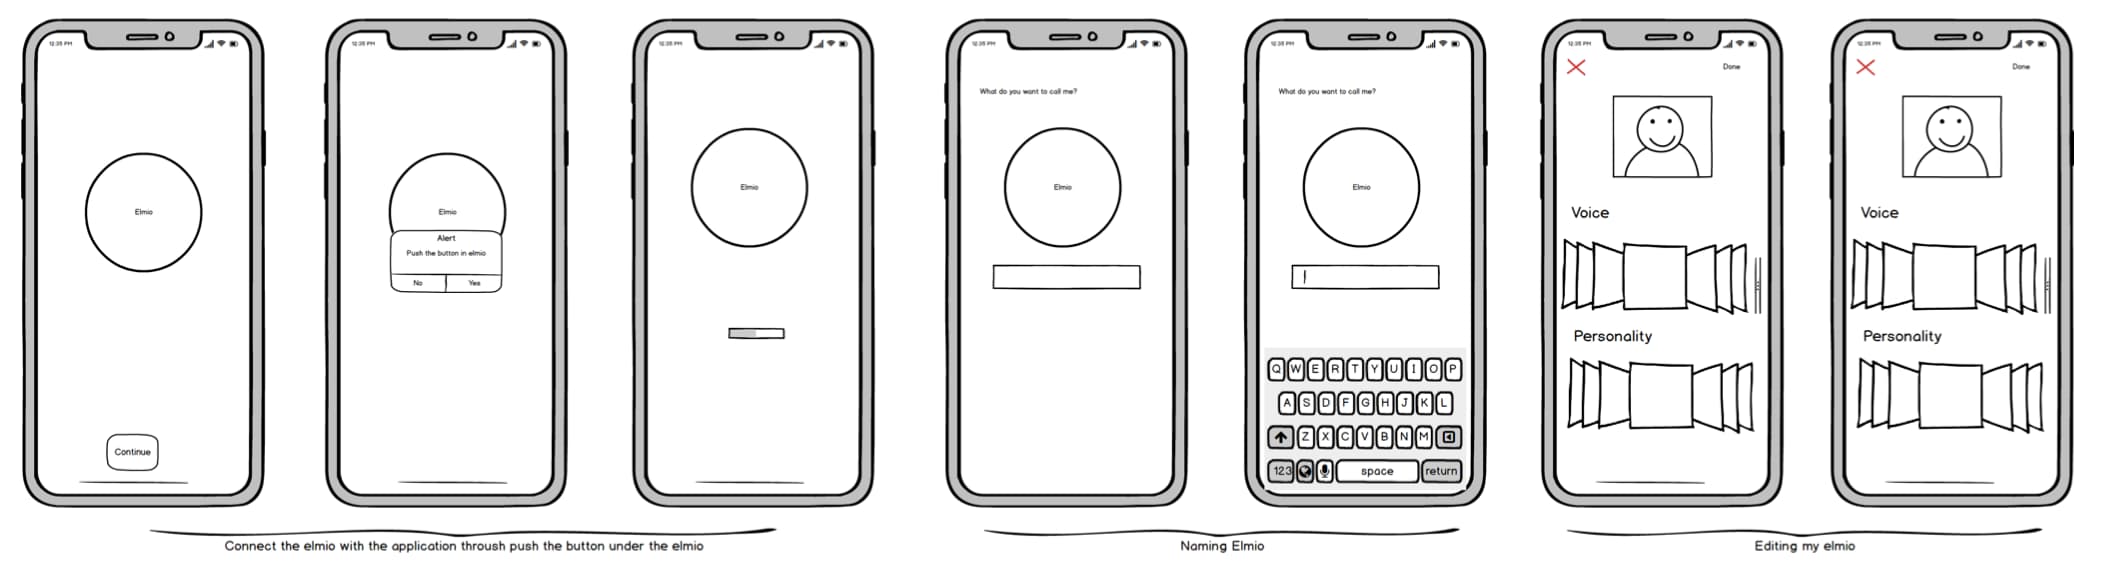 12:35 PM
Elmio
Continue
12:35 PM
Elmio
Alert
Push the button in elmio
No Yes
12:35 PM
Elmio
Connect the elmio with the application throush push the button under the elmio
12:35 PM
What do you want to call me?
Elmio
12:35 PM
What do you want to call me?
Elmio
Q W E R T Y U I O P
A S D F G H J K L
Z X C V B N M
123 space return
Naming Elmio
12:35 PM
Done
Voice
Personality
12:35 PM
Done
Voice
Personality
Editing my elmio